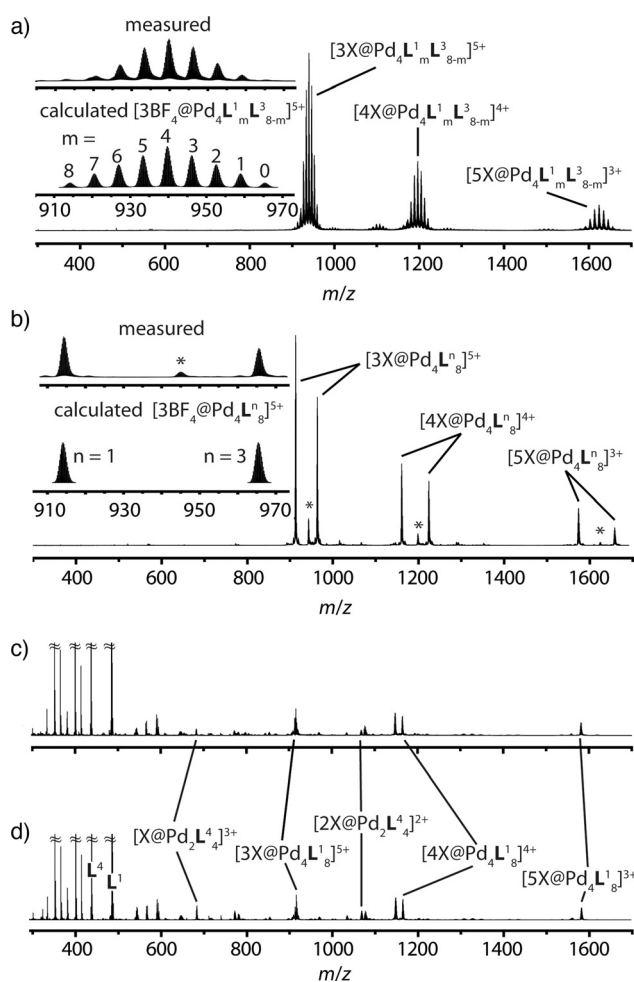 a)
measured
calculated [3BF₄@Pd₄L¹ₘL³₈₋ₘ]⁵⁺
m =
8 7 6 5 4 3 2 1 0
910 930 950 970
[3X@Pd₄L¹ₘL³₈₋ₘ]⁵⁺
[4X@Pd₄L¹ₘL³₈₋ₘ]⁴⁺
[5X@Pd₄L¹ₘL³₈₋ₘ]³⁺
400 600 800 1000 1200 1400 1600
m/z
b)
measured
*
calculated [3BF₄@Pd₄Lⁿ₈]⁵⁺
n = 1 n = 3
910 930 950 970
[3X@Pd₄Lⁿ₈]⁵⁺
[4X@Pd₄Lⁿ₈]⁴⁺
[5X@Pd₄Lⁿ₈]³⁺
* * *
400 600 800 1000 1200 1400 1600
m/z
c)
≈ ≈ ≈ ≈
d)
≈ ≈ ≈ ≈
L⁴
L¹
[X@Pd₂L⁴₄]³⁺
[3X@Pd₄L¹₈]⁵⁺
[2X@Pd₂L⁴₄]²⁺
[4X@Pd₄L¹₈]⁴⁺
[5X@Pd₄L¹₈]³⁺
400 600 800 1000 1200 1400 1600
m/z